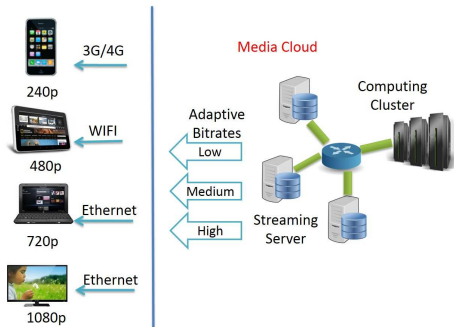 3G/4G
240p
WIFI
480p
Ethernet
720p
Ethernet
1080p
Media Cloud
Adaptive
Bitrates
Low
Medium
High
Streaming
Server
Computing
Cluster